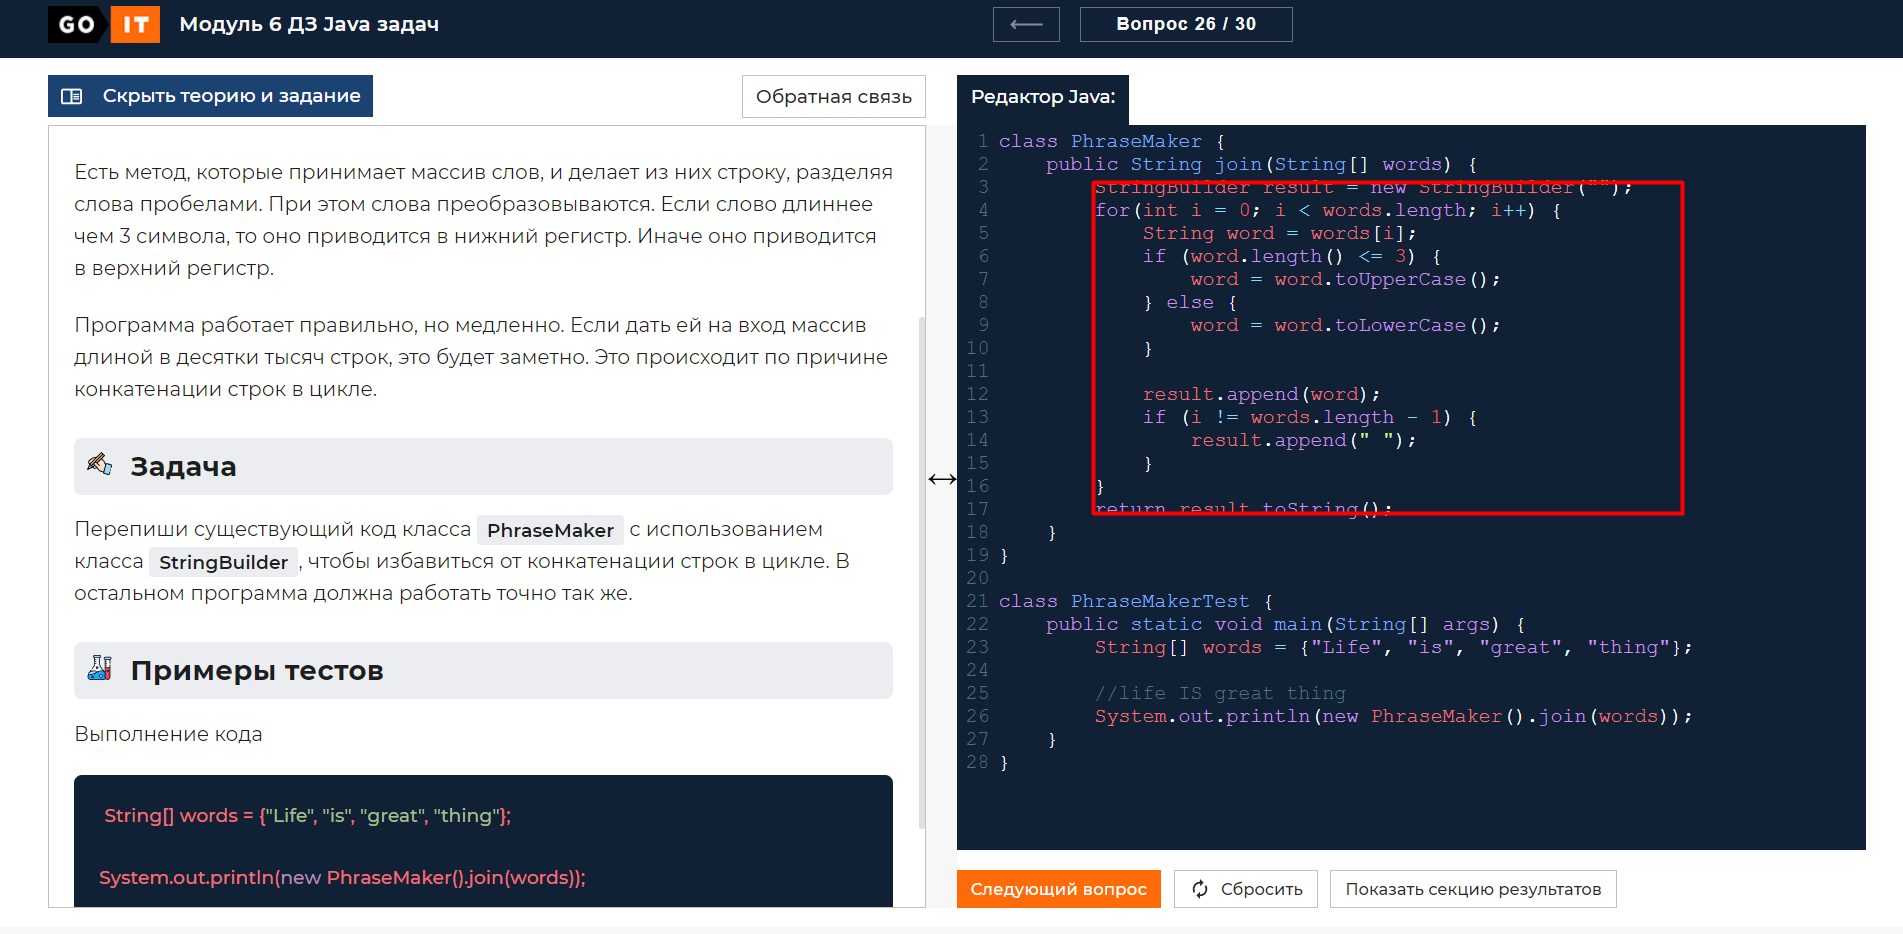 GO IT Модуль 6 ДЗ Java задач
Вопрос 26 / 30
Скрыть теорию и задание
Обратная связь
Есть метод, которые принимает массив слов, и делает из них строку, разделяя
слова пробелами. При этом слова преобразовываются. Если слово длиннее
чем 3 символа, то оно приводится в нижний регистр. Иначе оно приводится
в верхний регистр.
Программа работает правильно, но медленно. Если дать ей на вход массив
длиной в десятки тысяч строк, это будет заметно. Это происходит по причине
конкатенации строк в цикле.
Задача
Перепиши существующий код класса PhraseMaker с использованием
класса StringBuilder, чтобы избавиться от конкатенации строк в цикле. В
остальном программа должна работать точно так же.
Примеры тестов
Выполнение кода
String[] words = {"Life", "is", "great", "thing"};
System.out.println(new PhraseMaker().join(words));
Редактор Java:
1 class PhraseMaker {
2 public String join(String[] words) {
3 StringBuilder result = new StringBuilder("");
4 for(int i = 0; i < words.length; i++) {
5 String word = words[i];
6 if (word.length() <= 3) {
7 word = word.toUpperCase();
8 } else {
9 word = word.toLowerCase();
10 }
11
12 result.append(word);
13 if (i != words.length - 1) {
14 result.append(" ");
15 }
16 }
17 return result.toString();
18 }
19 }
20
21 class PhraseMakerTest {
22 public static void main(String[] args) {
23 String[] words = {"Life", "is", "great", "thing"};
24
25 //life IS great thing
26 System.out.println(new PhraseMaker().join(words));
27 }
28 }
Следующий вопрос
Сбросить
Показать секцию результатов